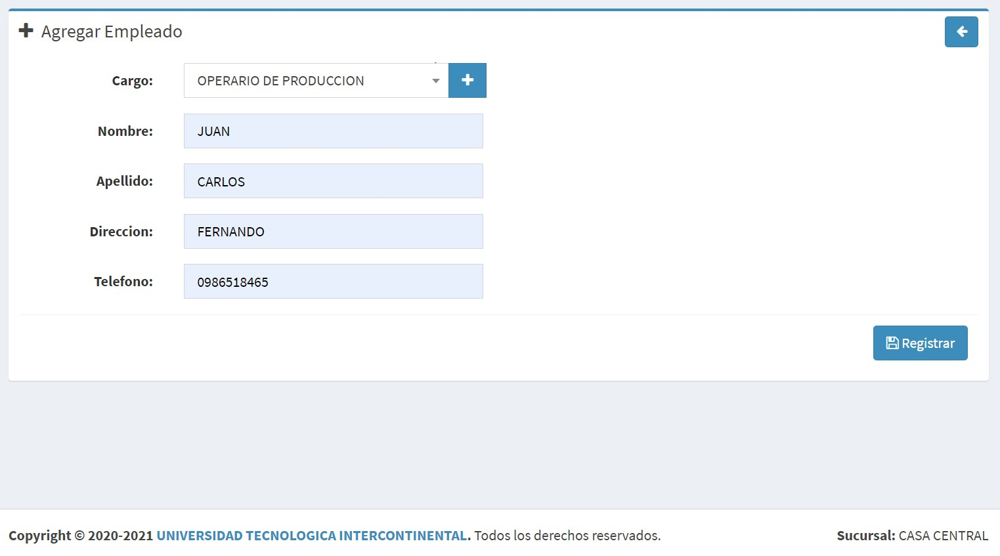 Agregar Empleado
Cargo: OPERARIO DE PRODUCCION
Nombre: JUAN
Apellido: CARLOS
Direccion: FERNANDO
Telefono: 0986518465
Registrar
Copyright © 2020-2021 UNIVERSIDAD TECNOLOGICA INTERCONTINENTAL. Todos los derechos reservados. Sucursal: CASA CENTRAL